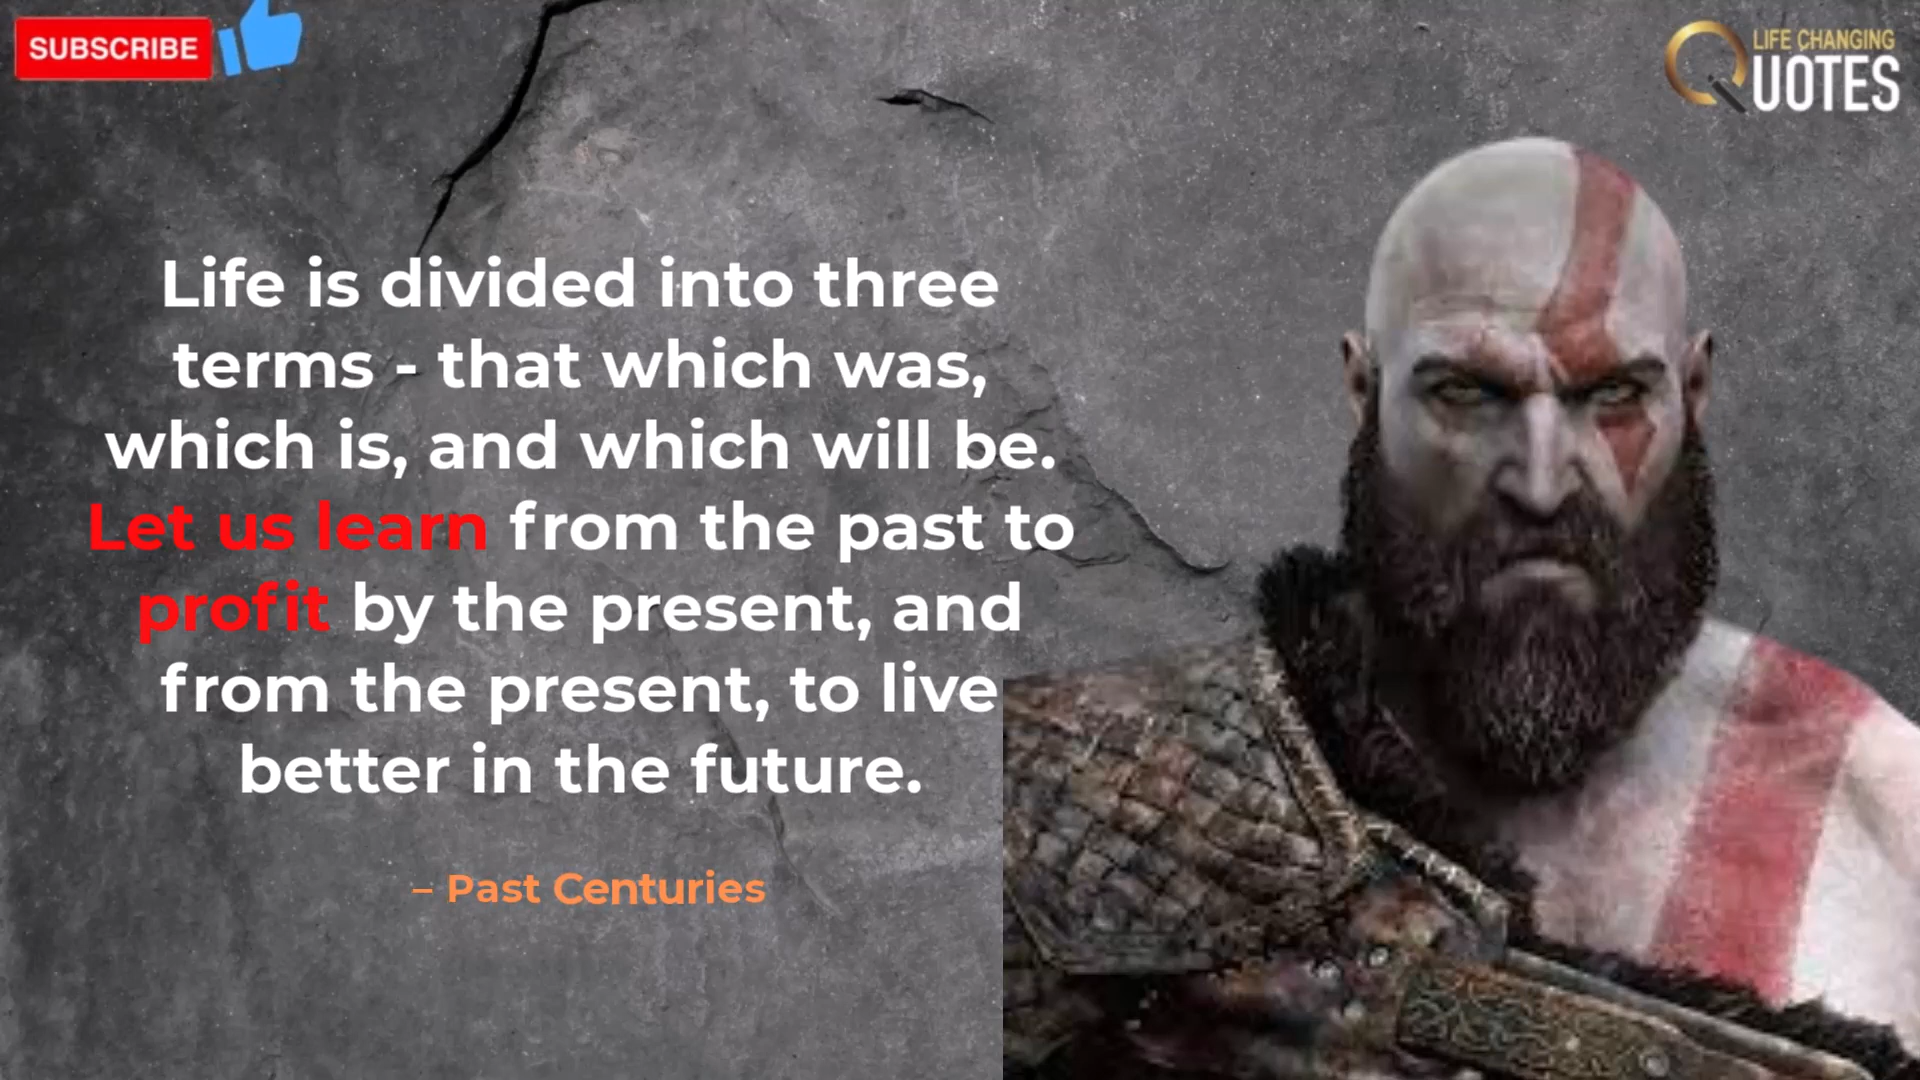 SUBSCRIBE
LIFE CHANGING
QUOTES
Life is divided into three
terms - that which was,
which is, and which will be.
Let us learn from the past to
profit by the present, and
from the present, to live
better in the future.
– Past Centuries